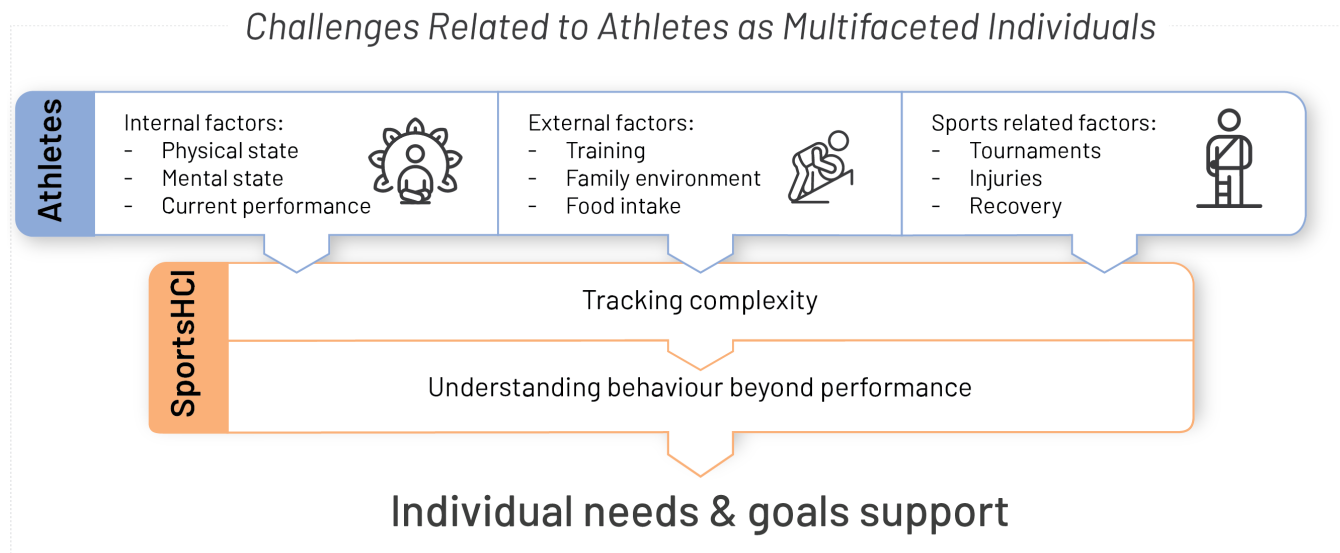 Challenges Related to Athletes as Multifaceted Individuals
Athletes
Internal factors:
- Physical state
- Mental state
- Current performance
External factors:
- Training
- Family environment
- Food intake
Sports related factors:
- Tournaments
- Injuries
- Recovery
SportsHCI
Tracking complexity
Understanding behaviour beyond performance
Individual needs & goals support